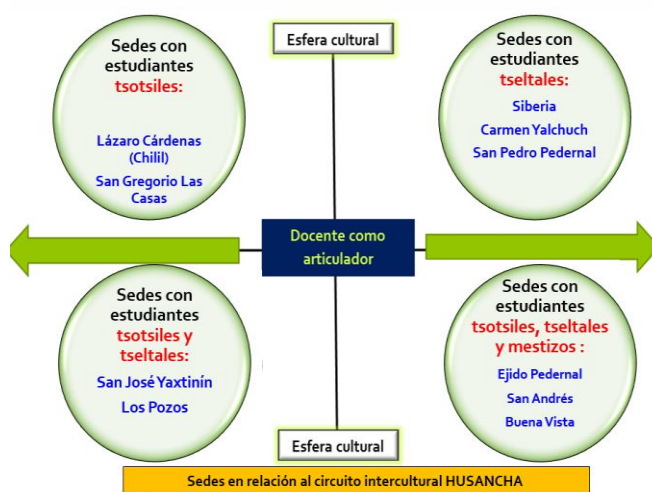 Sedes con
estudiantes
tsotsiles:
Lázaro Cárdenas
(Chilil)
San Gregorio Las
Casas
Esfera cultural
Sedes con
estudiantes
tseltales:
Siberia
Carmen Yalchuch
San Pedro Pedernal
Docente como
articulador
Sedes con
estudiantes
tsotsiles y
tseltales:
San José Yaxtinín
Los Pozos
Sedes con
estudiantes
tsotsiles, tseltales
y mestizos :
Ejido Pedernal
San Andrés
Buena Vista
Esfera cultural
Sedes en relación al circuito intercultural HUSANCHA